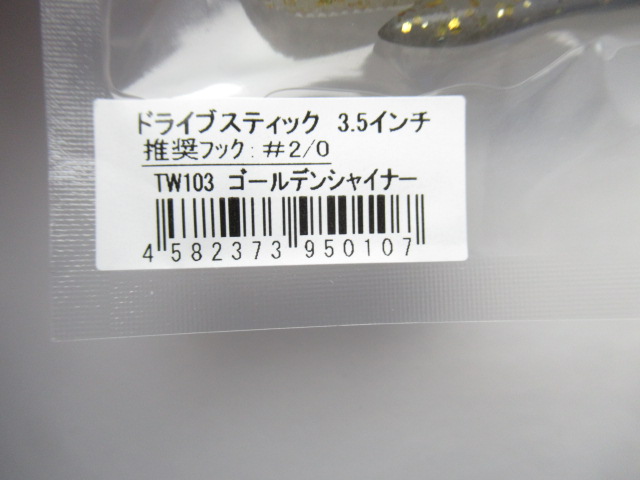 ドライブスティック 3.5インチ
推奨フック:#2/0
TW103 ゴールデンシャイナー
4 582373 950107